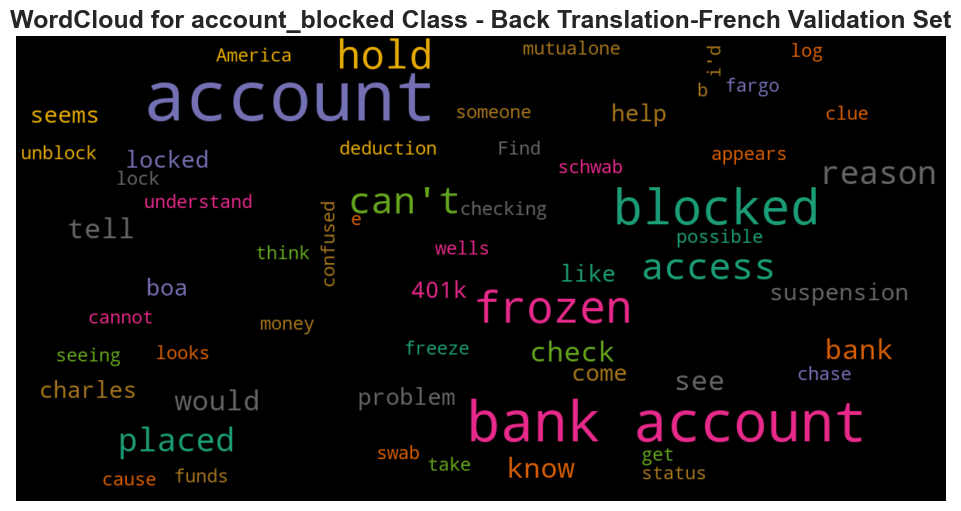 WordCloud for account_blocked Class - Back Translation-French Validation Set
America
hold
mutualone
i'd
log
account
b
fargo
seems
someone
help
clue
unblock
locked
deduction
Find
appears
lock
schwab
reason
understand
can't
checking
blocked
e
tell
confused
possible
think
wells
access
boa
401k
like
suspension
cannot
money
frozen
seeing
looks
freeze
check
bank
charles
come
see
chase
would
problem
placed
bank account
swab
take
know
get
status
cause
funds